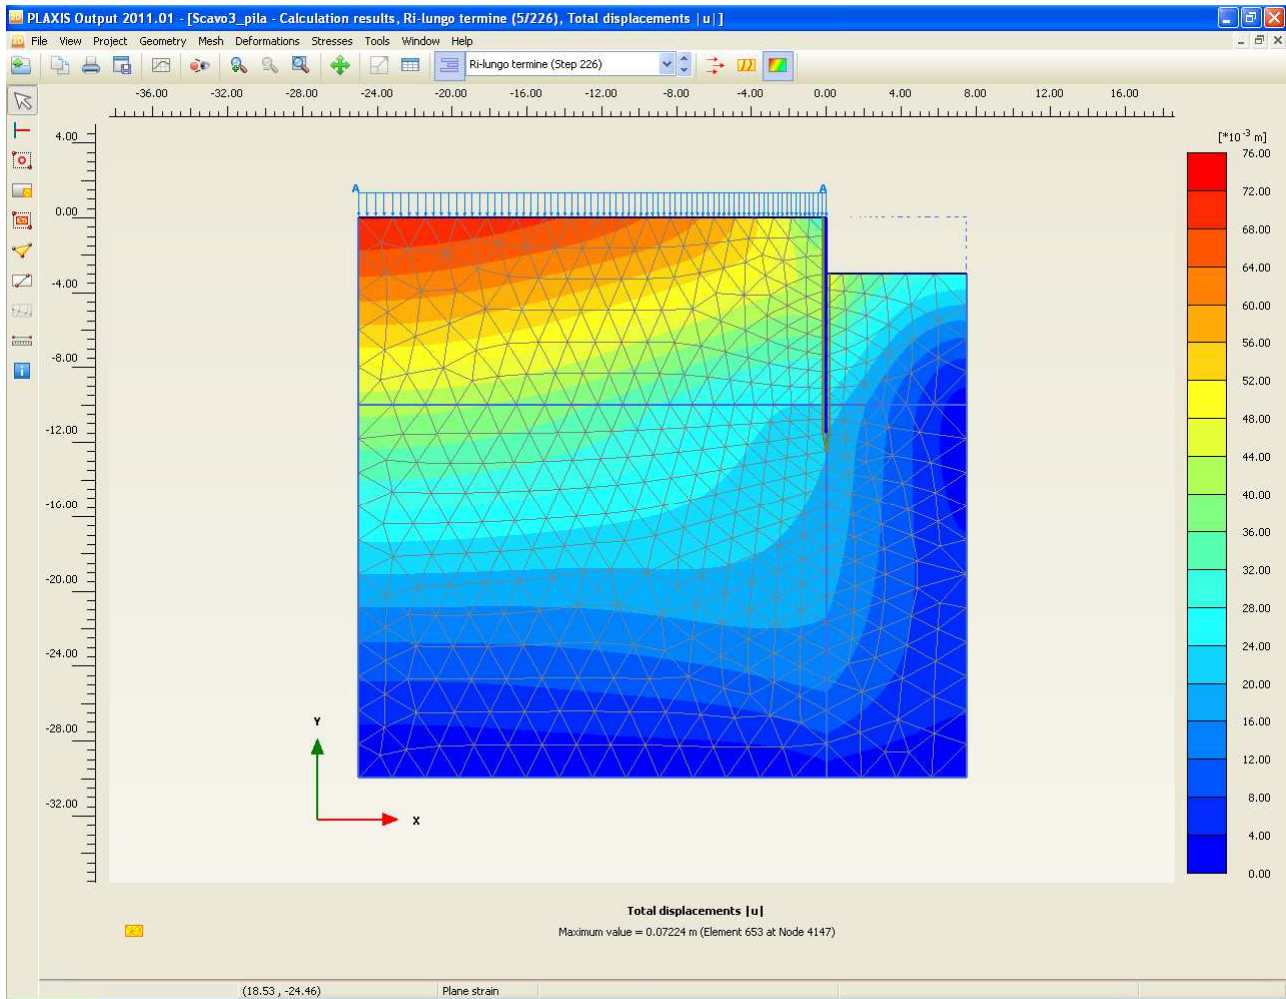 PLAXIS Output 2011.01 - [Scavo3_pila - Calculation results, Ri-lungo termine (5/226), Total displacements |u|]
File View Project Geometry Mesh Deformations Stresses Tools Window Help
Ri-lungo termine (Step 226)
-36.00 -32.00 -28.00 -24.00 -20.00 -16.00 -12.00 -8.00 -4.00 0.00 4.00 8.00 12.00 16.00
[*10-3 m]
4.00
0.00
-4.00
-8.00
-12.00
-16.00
-20.00
-24.00
-28.00
-32.00
A A
Y
X
76.00
72.00
68.00
64.00
60.00
56.00
52.00
48.00
44.00
40.00
36.00
32.00
28.00
24.00
20.00
16.00
12.00
8.00
4.00
0.00
Total displacements |u|
Maximum value = 0.07224 m (Element 653 at Node 4147)
(18.53 , -24.46) Plane strain